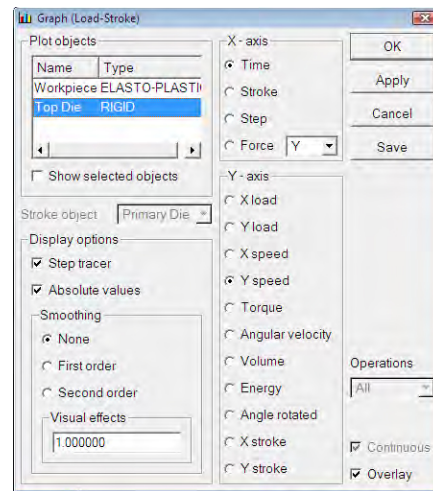 Graph (Load-Stroke)
Plot objects
Name Type
Workpiece ELASTO-PLASTI
Top Die RIGID
Show selected objects
Stroke object Primary Die
Display options
Step tracer
Absolute values
Smoothing
None
First order
Second order
Visual effects
1.000000
X - axis
Time
Stroke
Step
Force Y
Y - axis
X load
Y load
X speed
Y speed
Torque
Angular velocity
Volume
Energy
Angle rotated
X stroke
Y stroke
OK
Apply
Cancel
Save
Operations
All
Continuous
Overlay